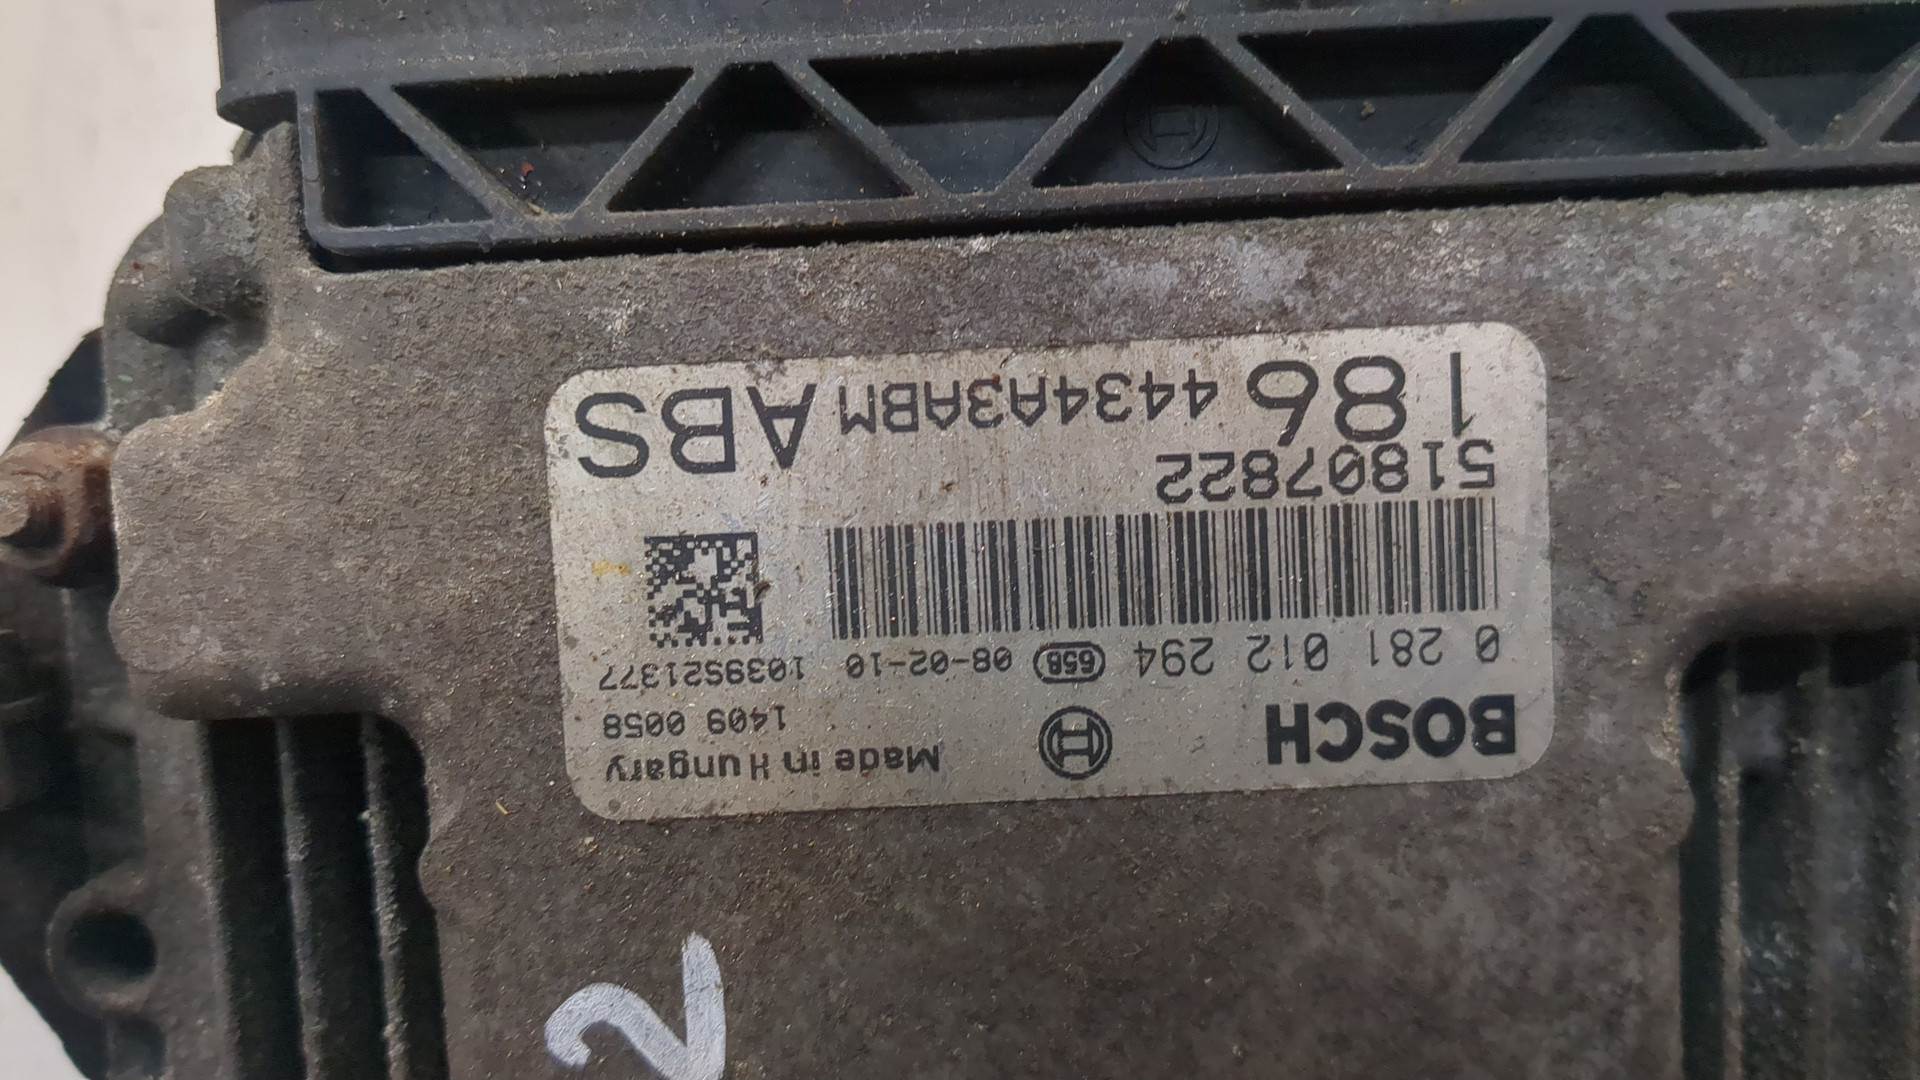 BOSCH Made in Hungary
1409 0058
0 281 012 294 658 08-02-10 1039S21377
51807822
186 4434A3ABM ABS
2